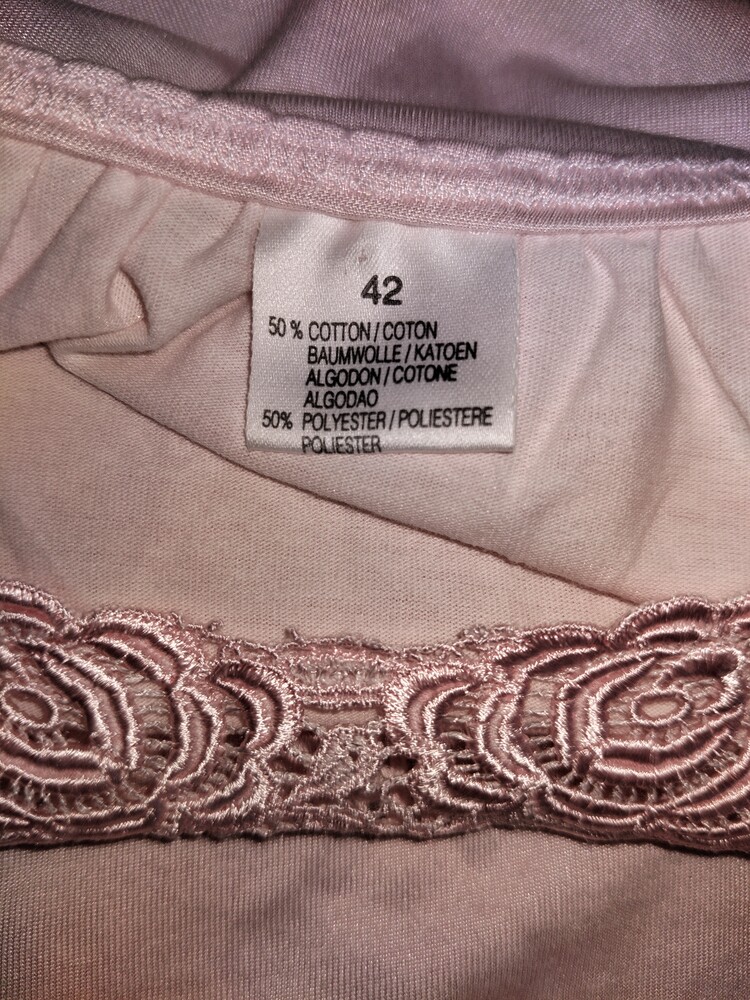 42
50 % COTTON / COTON
BAUMWOLLE / KATOEN
ALGODON / COTONE
ALGODAO
50% POLYESTER / POLIESTERE
POLIESTER